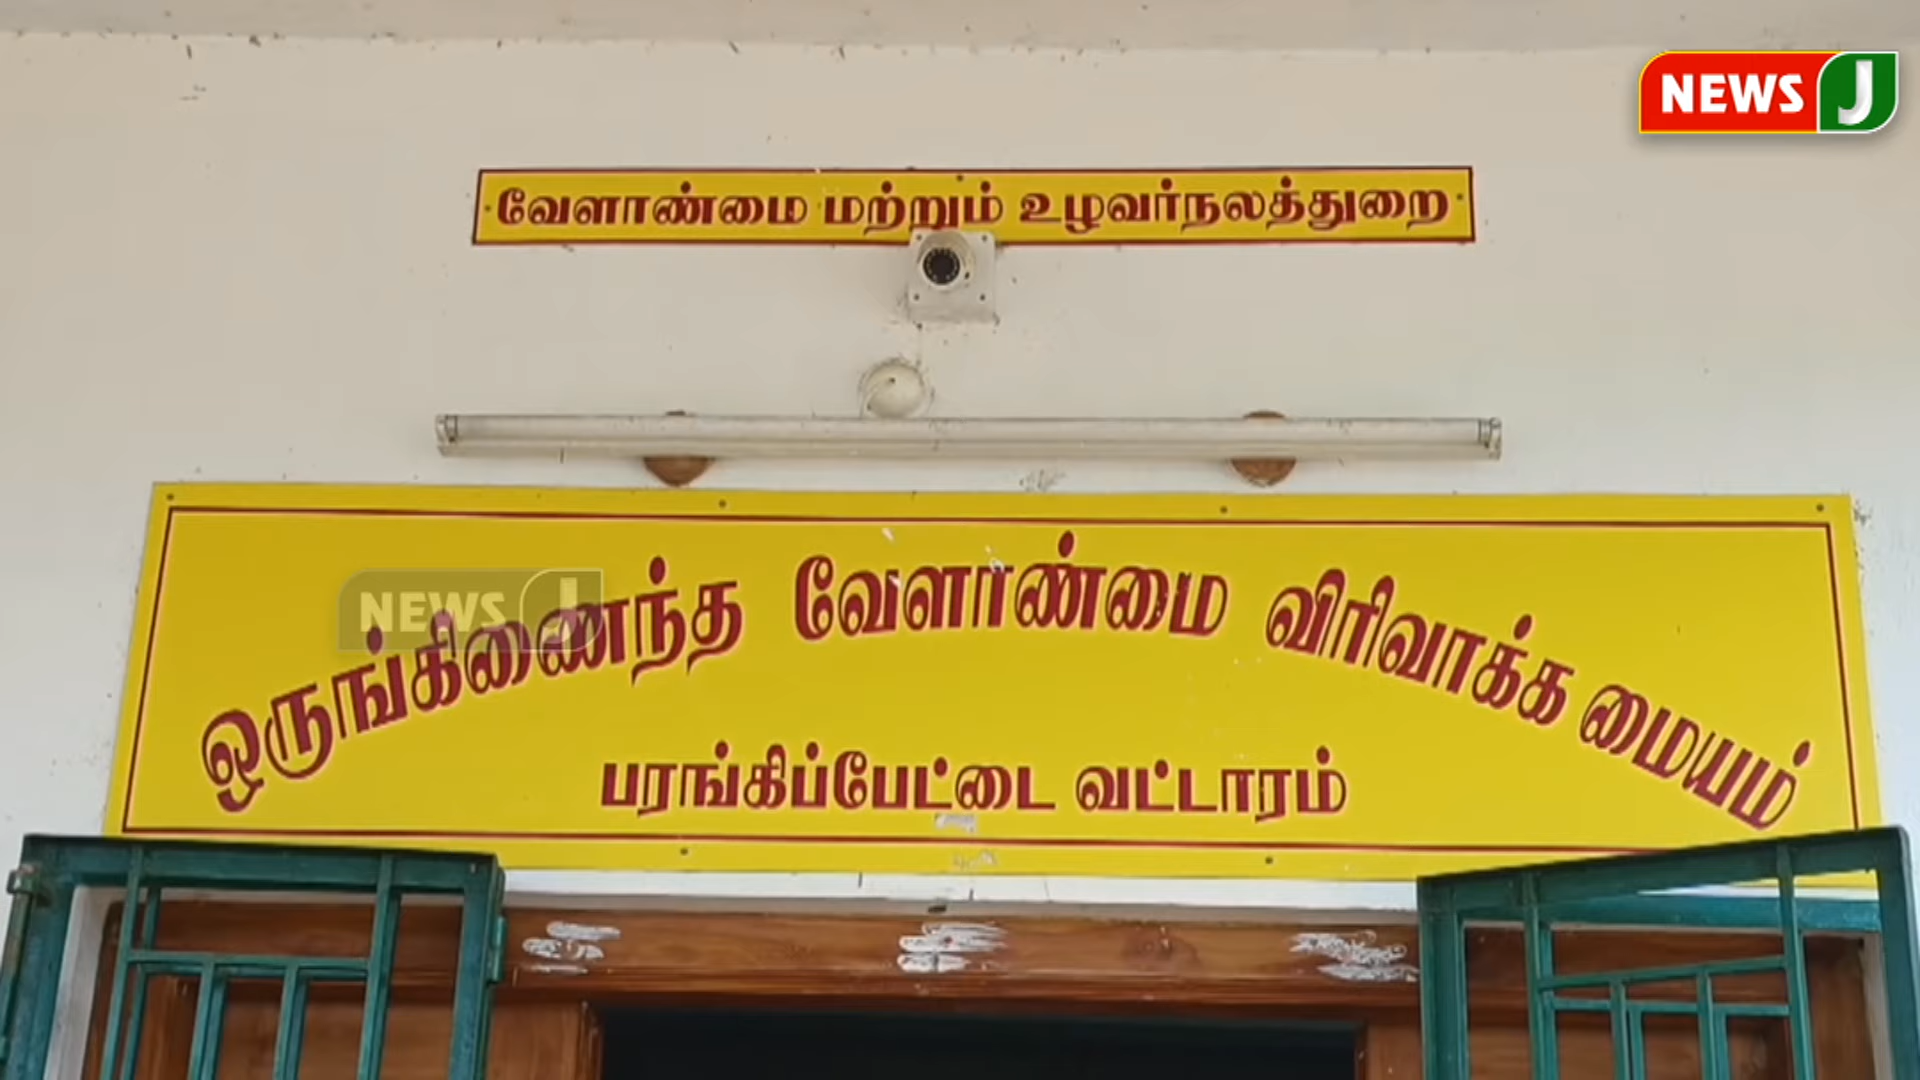 NEWS J
வேளாண்மை மற்றும் உழவர்நலத்துறை
ஒருங்கிணைந்த வேளாண்மை விரிவாக்க மையம்
NEWS J
பரங்கிப்பேட்டை வட்டாரம்